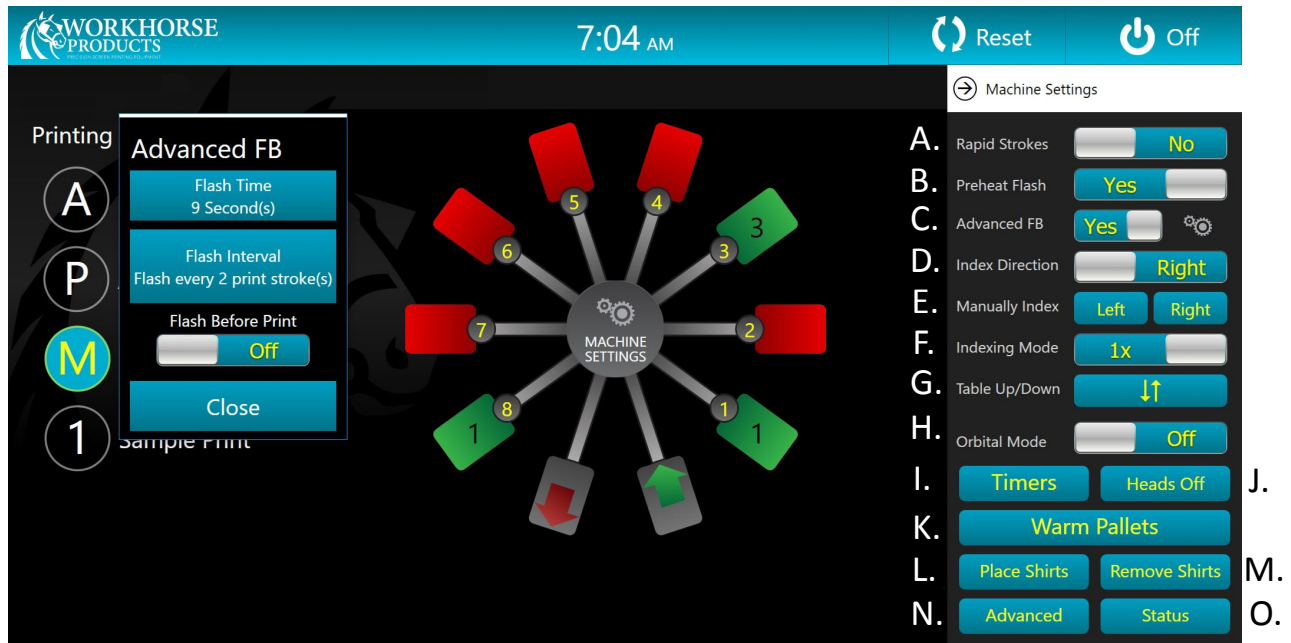 WORKHORSE
PRODUCTS
PRECISION SCREEN PRINTING EQUIPMENT
7:04 AM
Reset
Off
Machine Settings
Printing
A
P
M
1
Sample Print
Advanced FB
Flash Time
9 Second(s)
Flash Interval
Flash every 2 print stroke(s)
Flash Before Print
Off
Close
5
4
6
3
3
7
2
MACHINE
SETTINGS
8
1
1
1
A.
Rapid Strokes
No
B.
Preheat Flash
Yes
C.
Advanced FB
Yes
D.
Index Direction
Right
E.
Manually Index
Left
Right
F.
Indexing Mode
1x
G.
Table Up/Down
H.
Orbital Mode
Off
I.
Timers
Heads Off
J.
K.
Warm Pallets
L.
Place Shirts
Remove Shirts
M.
N.
Advanced
Status
O.